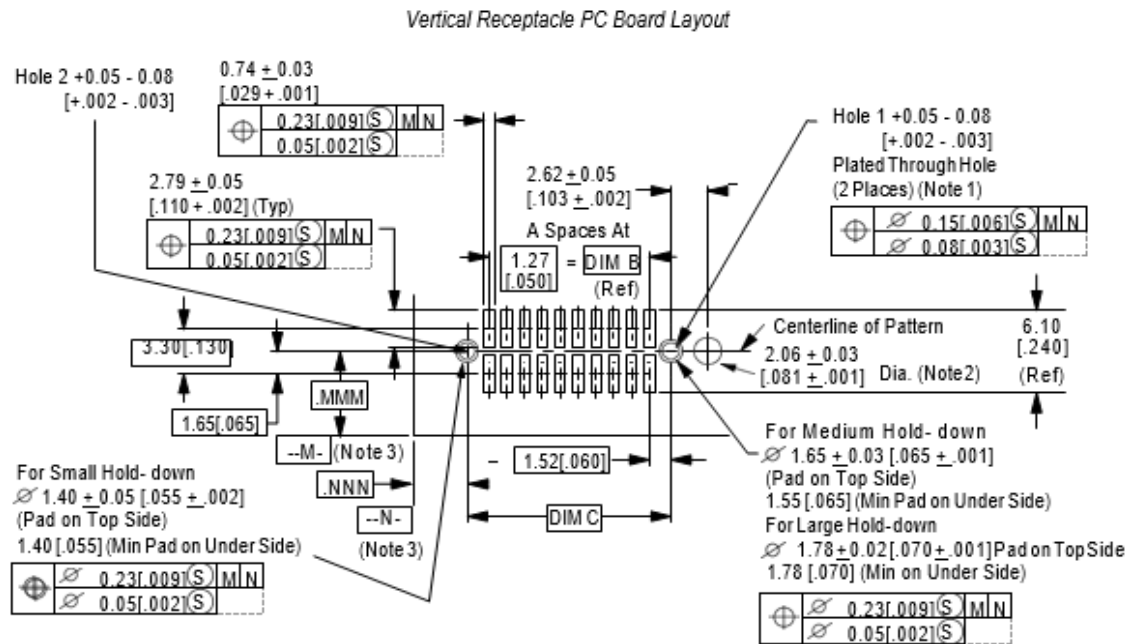 Vertical Receptacle PC Board Layout
Hole 2 +0.05 - 0.08
[+.002 - .003]
0.74 ± 0.03
[.029 + .001]
0.23[.009] Ⓢ M N
0.05[.002] Ⓢ
2.79 ± 0.05
[.110 + .002] (Typ)
0.23[.009] Ⓢ M N
0.05[.002] Ⓢ
2.62 ± 0.05
[.103 ± .002]
A Spaces At
1.27
[.050]
= DIM B
(Ref)
Hole 1 +0.05 - 0.08
[+.002 - .003]
Plated Through Hole
(2 Places) (Note 1)
⌀ 0.15[.006] Ⓢ M N
⌀ 0.08[.003] Ⓢ
Centerline of Pattern
2.06 ± 0.03
[.081 ± .001] Dia. (Note2)
6.10
[.240]
(Ref)
3.30[.130]
1.65[.065]
.MMM
--M- (Note 3)
.NNN
--N-
(Note 3)
- 1.52[.060]
DIM C
For Small Hold- down
⌀ 1.40 ± 0.05 [.055 ± .002]
(Pad on Top Side)
1.40 [.055] (Min Pad on Under Side)
⌀ 0.23[.009] Ⓢ M N
⌀ 0.05[.002] Ⓢ
For Medium Hold- down
⌀ 1.65 ± 0.03 [.065 ± .001]
(Pad on Top Side)
1.55 [.065] (Min Pad on Under Side)
For Large Hold-down
⌀ 1.78 ± 0.02 [.070 ± .001] Pad on Top Side
1.78 [.070] (Min on Under Side)
⌀ 0.23[.009] Ⓢ M N
⌀ 0.05[.002] Ⓢ